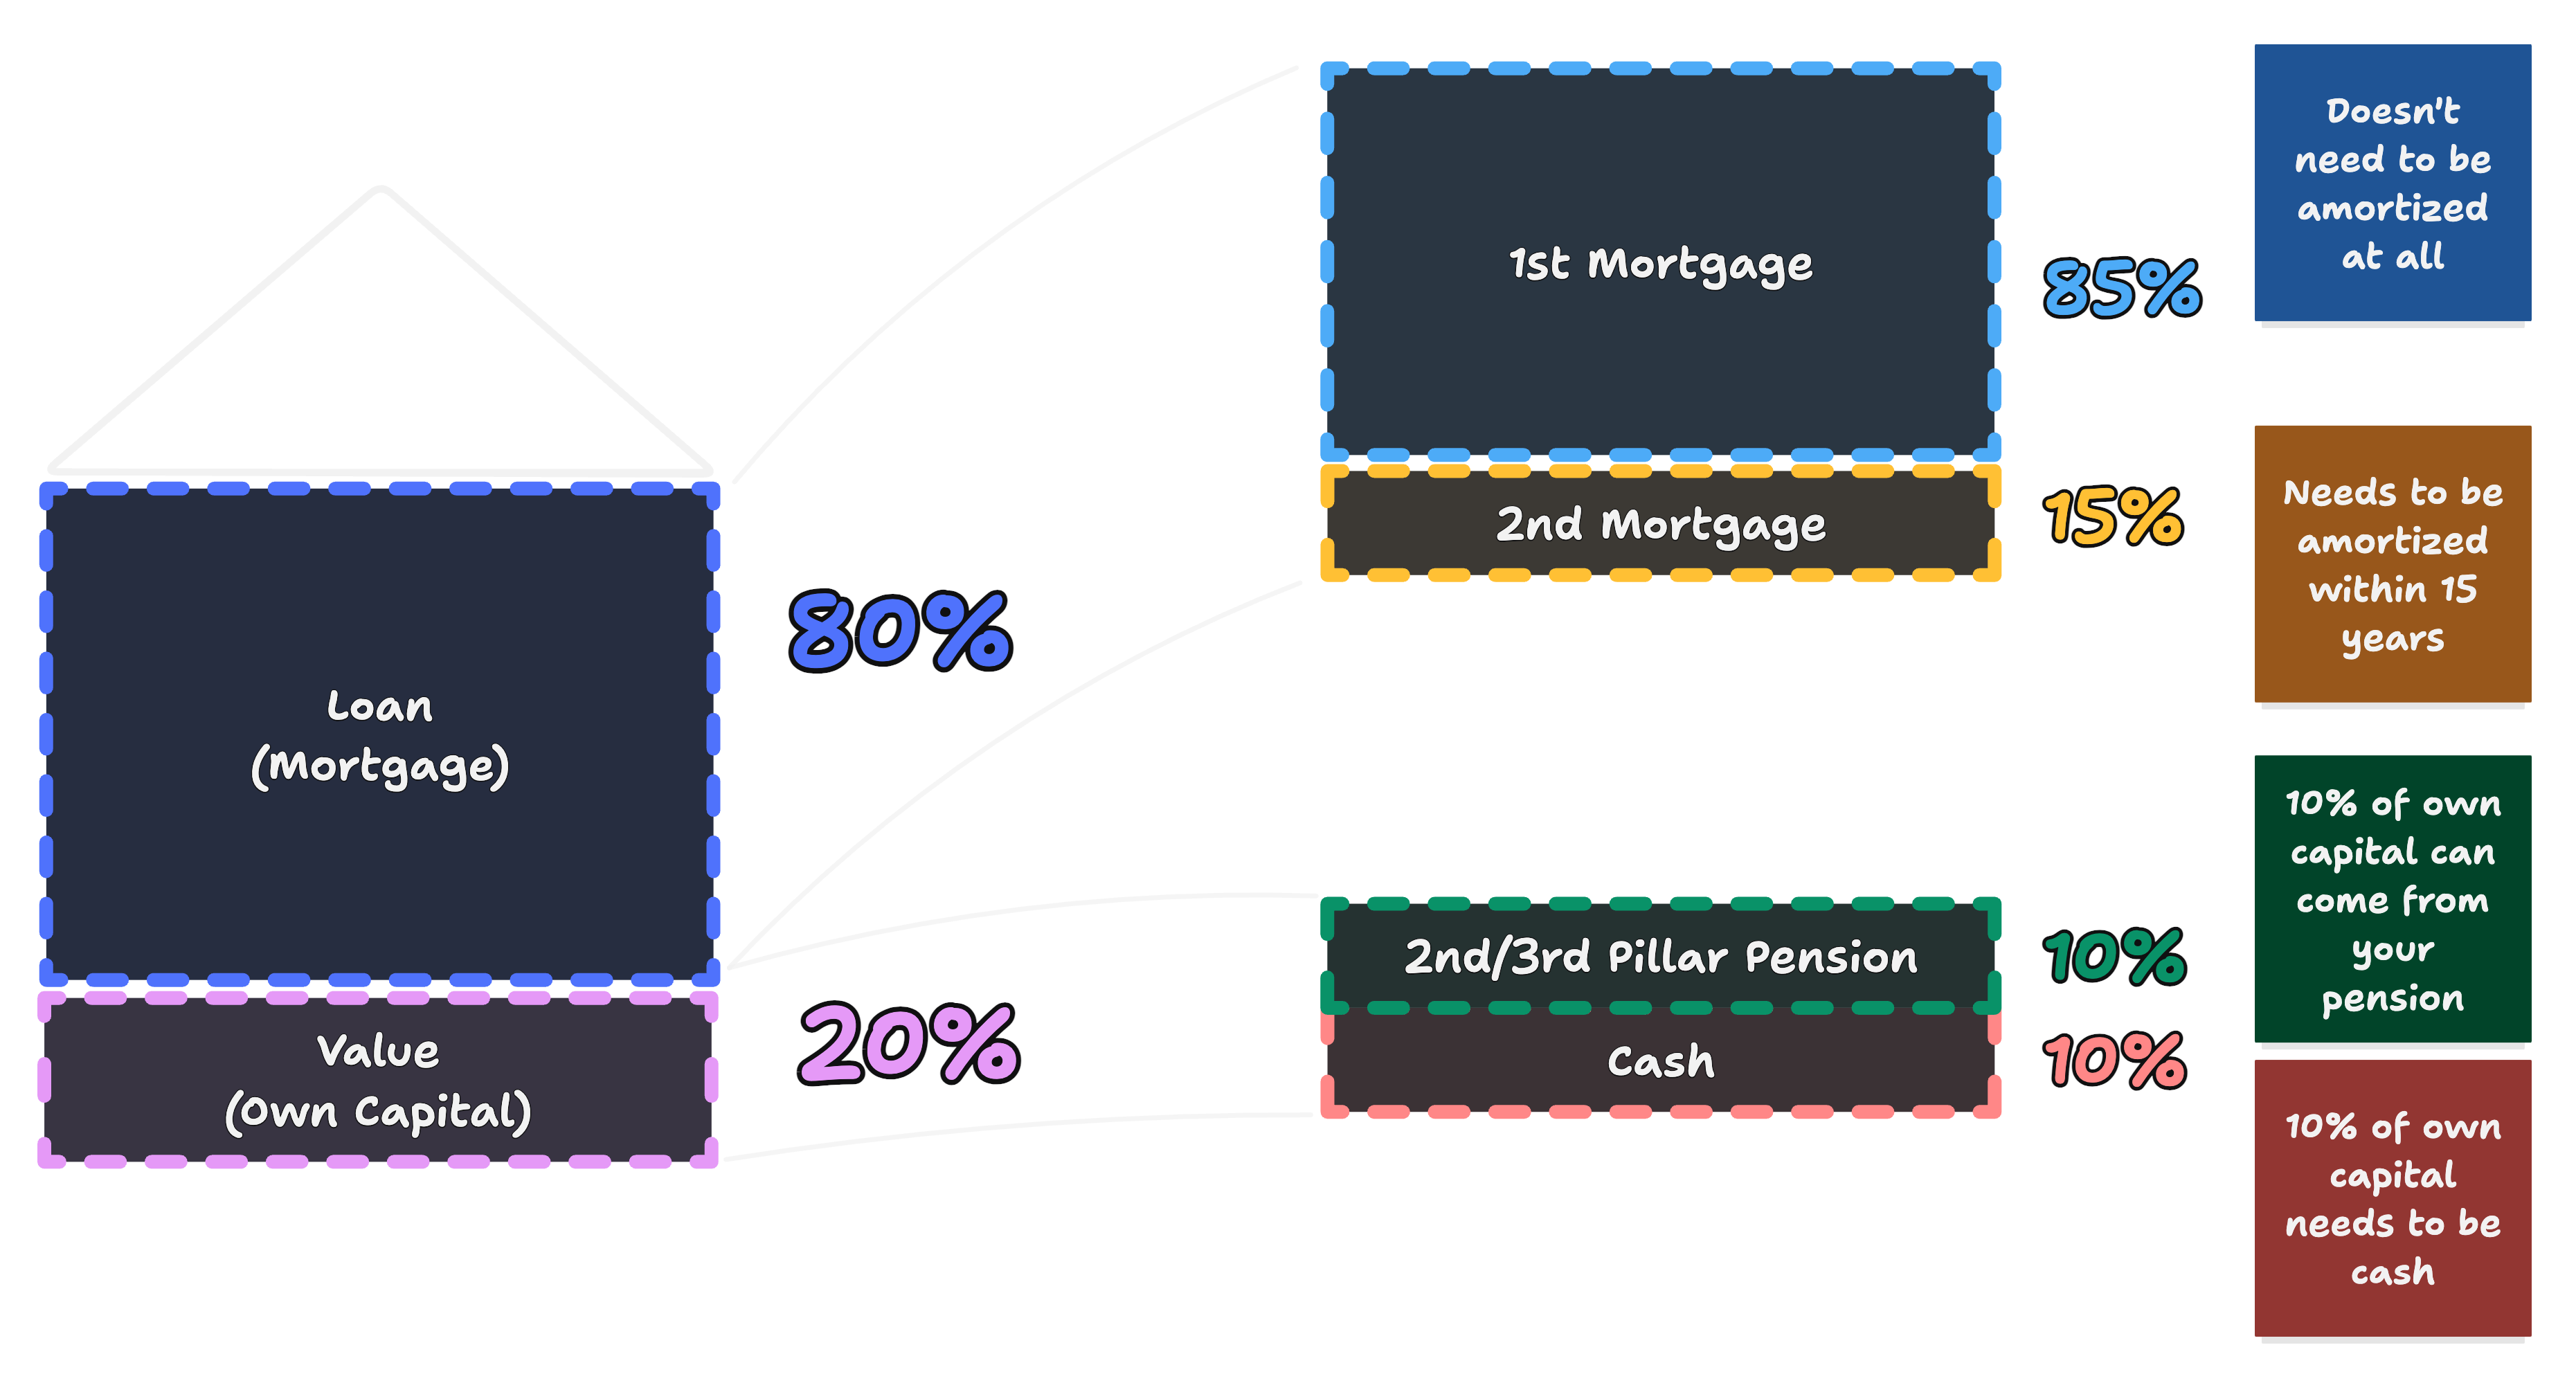 Loan
(Mortgage)
80%
Value
(Own Capital)
20%
1st Mortgage
85%
Doesn't
need to be
amortized
at all
2nd Mortgage
15%
Needs to be
amortized
within 15
years
2nd/3rd Pillar Pension
10%
10% of own
capital can
come from
your
pension
Cash
10%
10% of own
capital
needs to be
cash